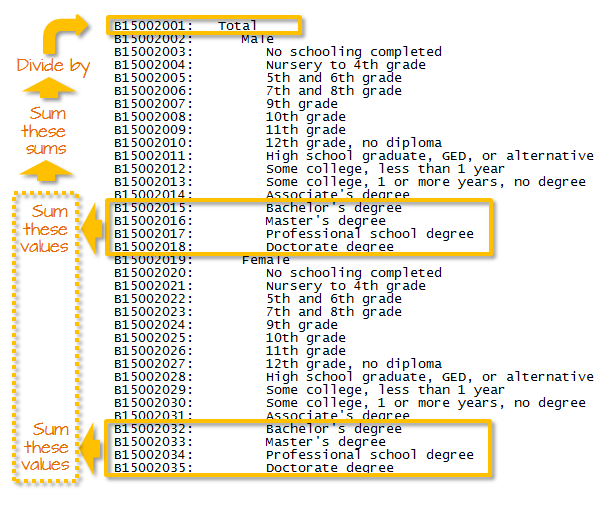 B15002001: Total
B15002002: Male
B15002003: No schooling completed
B15002004: Nursery to 4th grade
B15002005: 5th and 6th grade
B15002006: 7th and 8th grade
B15002007: 9th grade
B15002008: 10th grade
B15002009: 11th grade
B15002010: 12th grade, no diploma
B15002011: High school graduate, GED, or alternative
B15002012: Some college, less than 1 year
B15002013: Some college, 1 or more years, no degree
B15002014: Associate's degree
B15002015: Bachelor's degree
B15002016: Master's degree
B15002017: Professional school degree
B15002018: Doctorate degree
B15002019: Female
B15002020: No schooling completed
B15002021: Nursery to 4th grade
B15002022: 5th and 6th grade
B15002023: 7th and 8th grade
B15002024: 9th grade
B15002025: 10th grade
B15002026: 11th grade
B15002027: 12th grade, no diploma
B15002028: High school graduate, GED, or alternative
B15002029: Some college, less than 1 year
B15002030: Some college, 1 or more years, no degree
B15002031: Associate's degree
B15002032: Bachelor's degree
B15002033: Master's degree
B15002034: Professional school degree
B15002035: Doctorate degree
Divide by
Sum
these
sums
Sum
these
values
Sum
these
values